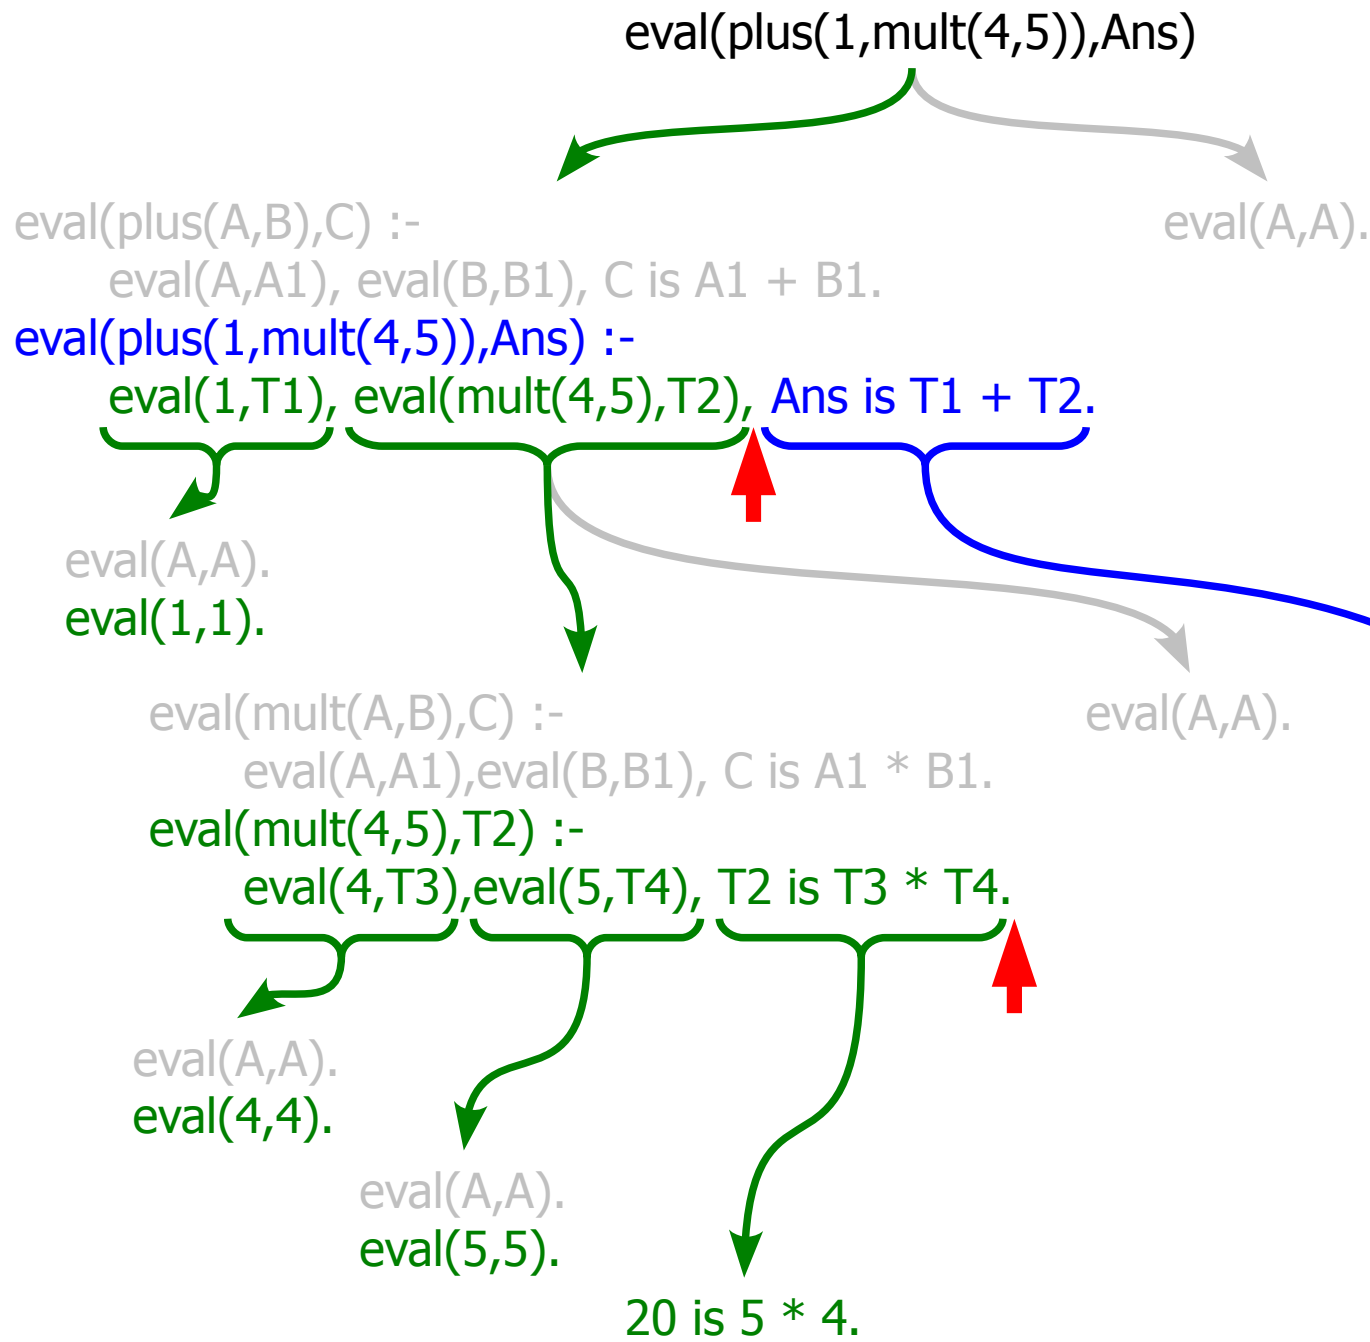 eval(plus(1,mult(4,5)),Ans)
eval(plus(A,B),C) :-
eval(A,A).
eval(A,A1), eval(B,B1), C is A1 + B1.
eval(plus(1,mult(4,5)),Ans) :-
eval(1,T1), eval(mult(4,5),T2), Ans is T1 + T2.
eval(A,A).
eval(1,1).
eval(mult(A,B),C) :-
eval(A,A).
eval(A,A1),eval(B,B1), C is A1 * B1.
eval(mult(4,5),T2) :-
eval(4,T3),eval(5,T4), T2 is T3 * T4.
eval(A,A).
eval(4,4).
eval(A,A).
eval(5,5).
20 is 5 * 4.